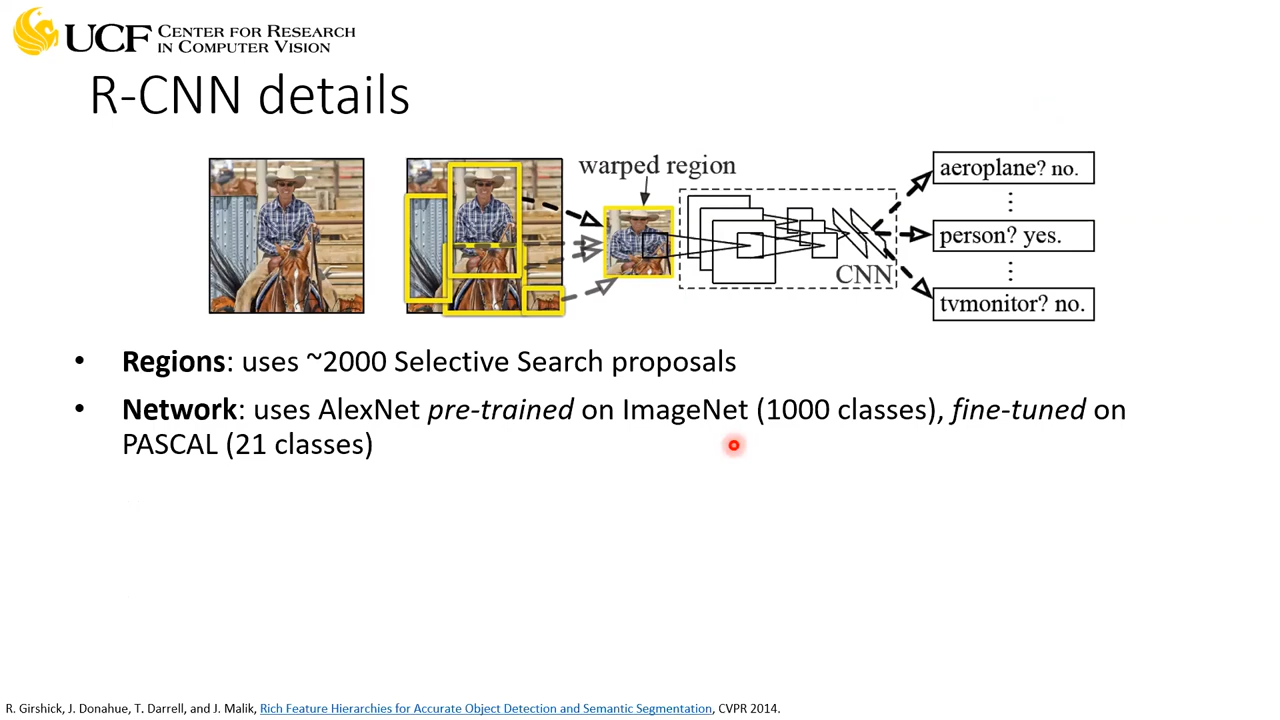 UCF CENTER FOR RESEARCH
IN COMPUTER VISION
R-CNN details
warped region
CNN
aeroplane? no.
person? yes.
tvmonitor? no.
• Regions: uses ~2000 Selective Search proposals
• Network: uses AlexNet pre-trained on ImageNet (1000 classes), fine-tuned on
PASCAL (21 classes)
R. Girshick, J. Donahue, T. Darrell, and J. Malik, Rich Feature Hierarchies for Accurate Object Detection and Semantic Segmentation, CVPR 2014.